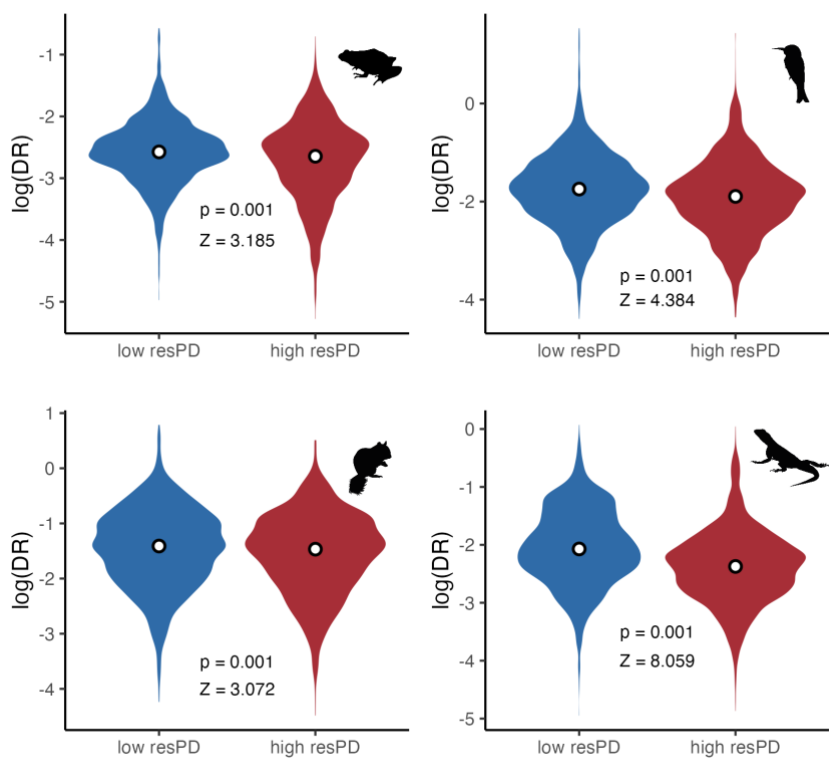 log(DR)
-1
-2
-3
-4
-5
p = 0.001
Z = 3.185
low resPD high resPD
log(DR)
0
-2
-4
p = 0.001
Z = 4.384
low resPD high resPD
log(DR)
1
0
-1
-2
-3
-4
p = 0.001
Z = 3.072
low resPD high resPD
log(DR)
0
-1
-2
-3
-4
-5
p = 0.001
Z = 8.059
low resPD high resPD